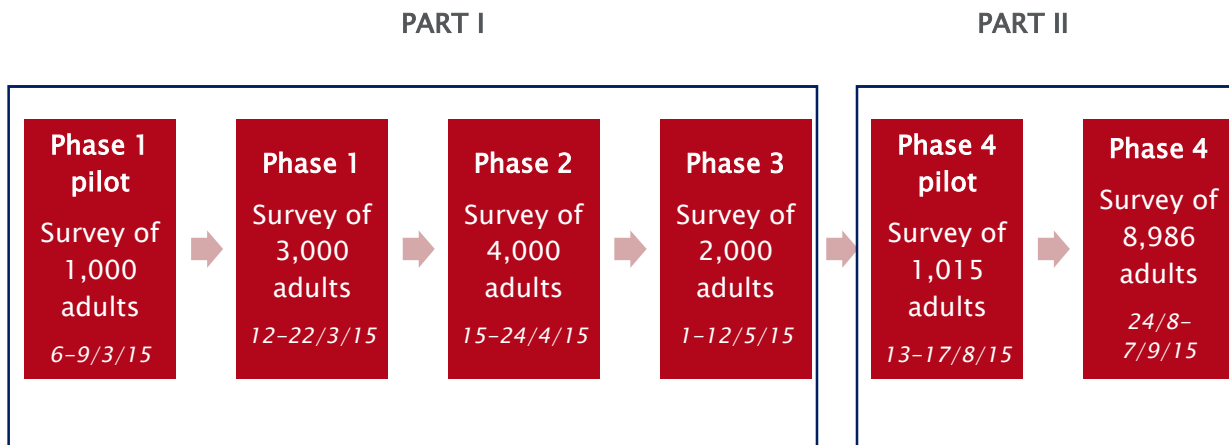 PART I
PART II
Phase 1
pilot
Survey of
1,000
adults
6–9/3/15
Phase 1
Survey of
3,000
adults
12–22/3/15
Phase 2
Survey of
4,000
adults
15–24/4/15
Phase 3
Survey of
2,000
adults
1–12/5/15
Phase 4
pilot
Survey of
1,015
adults
13–17/8/15
Phase 4
Survey of
8,986
adults
24/8–
7/9/15